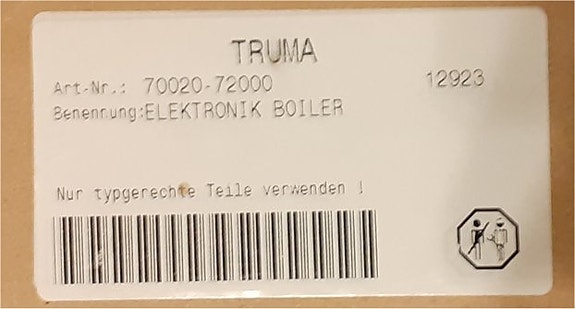 TRUMA
Art-Nr.: 70020-72000 12923
Benennung:ELEKTRONIK BOILER
Nur typgerechte Teile verwenden !